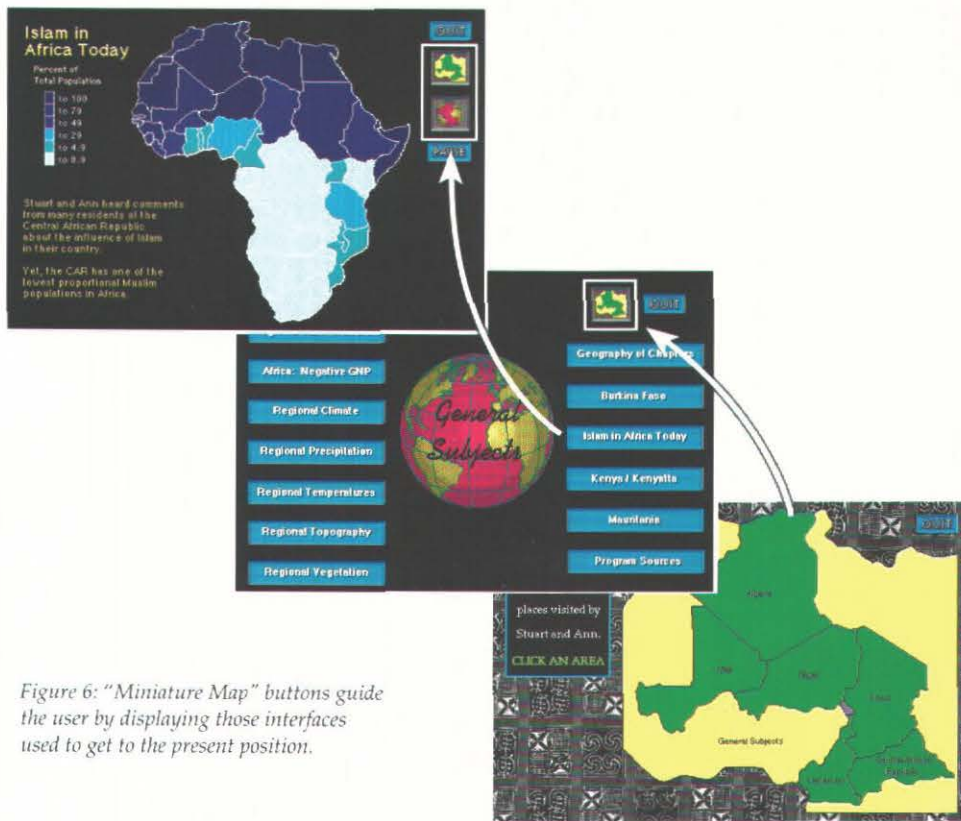 Islam in
Africa Today
Percent of
Total Population
to 100
to 79
to 49
to 29
to 4.9
to 0.9
Stuart and Ann heard comments
from many residents of the
Central African Republic
about the influence of Islam
in their country.
Yet, the CAR has one of the
lowest proportional Muslim
populations in Africa.
QUIT
PAUSE
QUIT
Africa: Negative GNP
Regional Climate
Regional Precipitation
Regional Temperatures
Regional Topography
Regional Vegetation
General
Subjects
Geography of Chapters
Burkina Faso
Islam in Africa Today
Kenya / Kenyatta
Mauritania
Program Sources
QUIT
places visited by
Stuart and Ann.
CLICK AN AREA
Algeria
Mali
Niger
General Subjects
Figure 6: "Miniature Map" buttons guide
the user by displaying those interfaces
used to get to the present position.